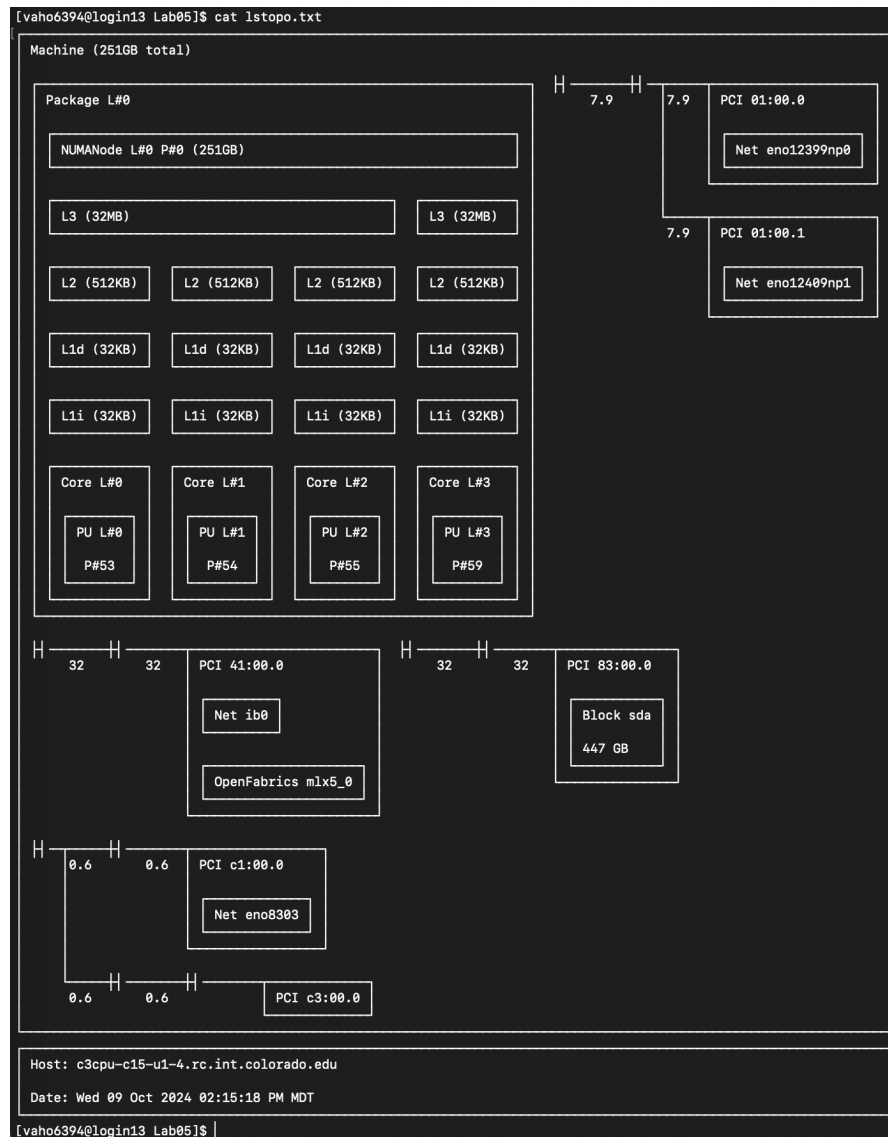 [vaho6394@login13 Lab05]$ cat lstopo.txt
Machine (251GB total)
Package L#0
NUMANode L#0 P#0 (251GB)
L3 (32MB) L3 (32MB)
L2 (512KB) L2 (512KB) L2 (512KB) L2 (512KB)
L1d (32KB) L1d (32KB) L1d (32KB) L1d (32KB)
L1i (32KB) L1i (32KB) L1i (32KB) L1i (32KB)
Core L#0 Core L#1 Core L#2 Core L#3
PU L#0 PU L#1 PU L#2 PU L#3
P#53 P#54 P#55 P#59
7.9 7.9 PCI 01:00.0
Net eno12399np0
7.9 PCI 01:00.1
Net eno12409np1
32 32 PCI 41:00.0
Net ib0
OpenFabrics mlx5_0
32 32 PCI 83:00.0
Block sda
447 GB
0.6 0.6 PCI c1:00.0
Net eno8303
0.6 0.6 PCI c3:00.0
Host: c3cpu-c15-u1-4.rc.int.colorado.edu
Date: Wed 09 Oct 2024 02:15:18 PM MDT
[vaho6394@login13 Lab05]$